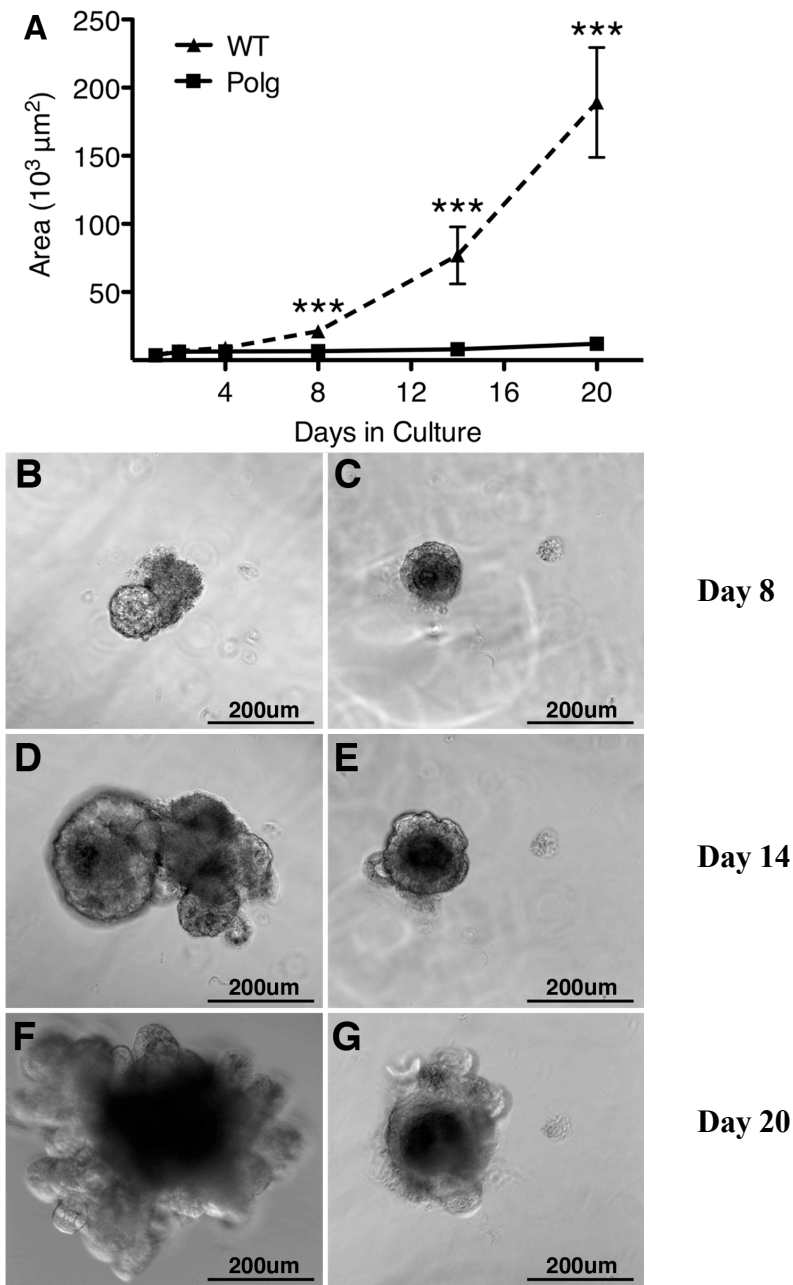 A
250
200
150
100
50
Area (10³ µm²)
WT
Polg
***
***
***
4 8 12 16 20
Days in Culture
B
200um
C
200um
Day 8
D
200um
E
200um
Day 14
F
200um
G
200um
Day 20